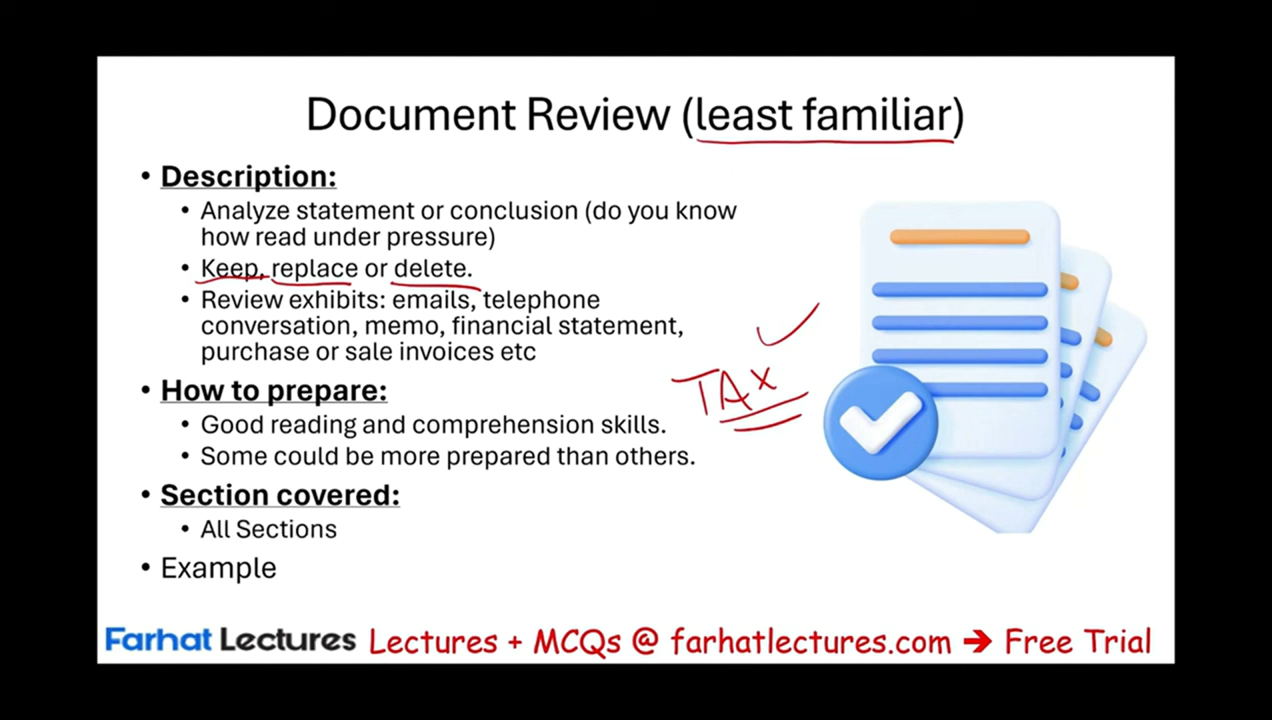 Document Review (least familiar)
• Description:
• Analyze statement or conclusion (do you know
how read under pressure)
• Keep, replace or delete.
• Review exhibits: emails, telephone
conversation, memo, financial statement,
purchase or sale invoices etc
TAX
• How to prepare:
• Good reading and comprehension skills.
• Some could be more prepared than others.
• Section covered:
• All Sections
• Example
Farhat Lectures Lectures + MCQs @ farhatlectures.com → Free Trial